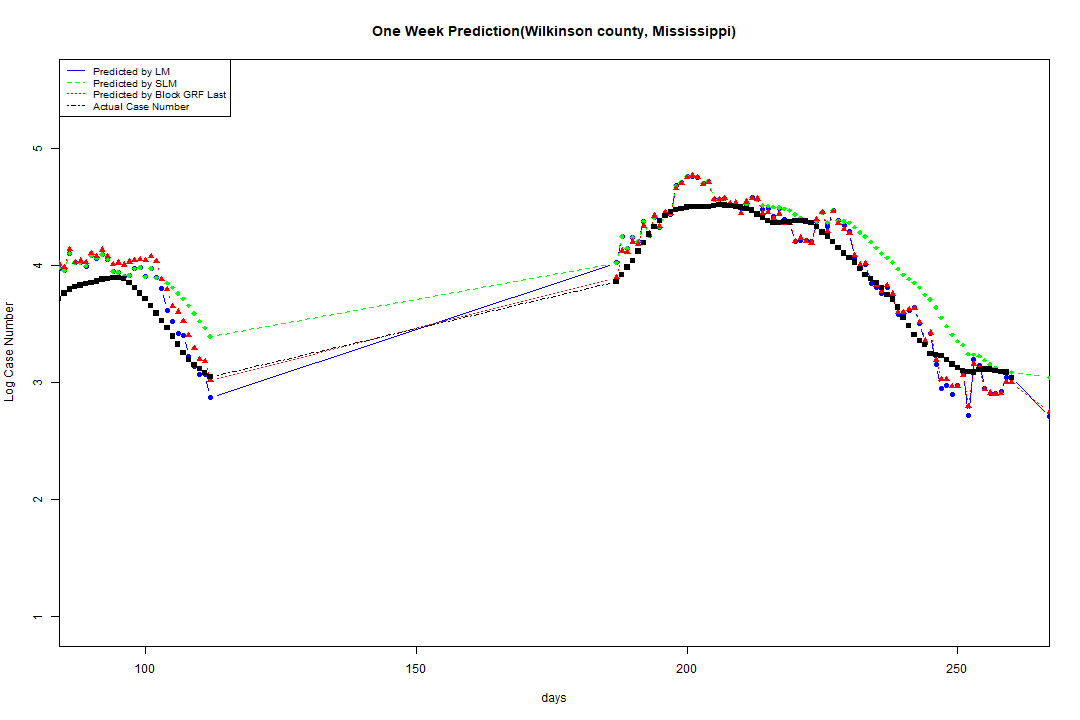 One Week Prediction(Wilkinson county, Mississippi)
Predicted by LM
Predicted by SLM
Predicted by Block GRF Last
Actual Case Number
5
4
3
2
1
Log Case Number
100 150 200 250
days